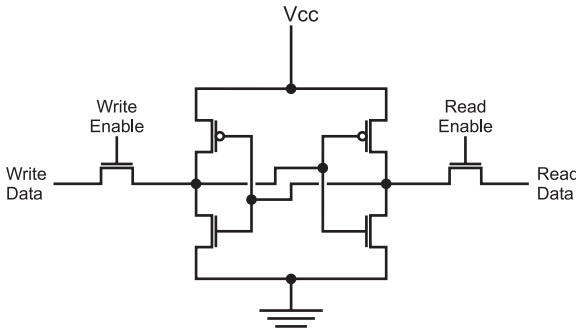 Vcc
Write
Enable
Read
Enable
Write
Data
Read
Data